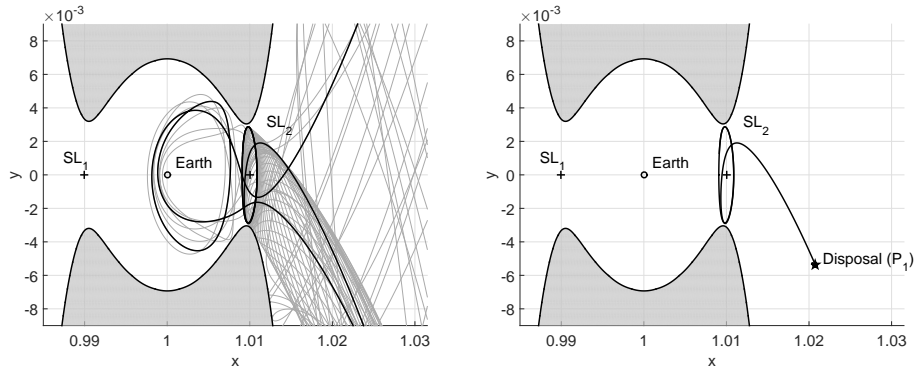 ×10⁻³
8
6
4
2
0
-2
-4
-6
-8
y
0.99
1
1.01
1.02
1.03
x
SL₁
Earth
SL₂
×10⁻³
8
6
4
2
0
-2
-4
-6
-8
y
0.99
1
1.01
1.02
1.03
x
SL₁
Earth
SL₂
Disposal (P₁)